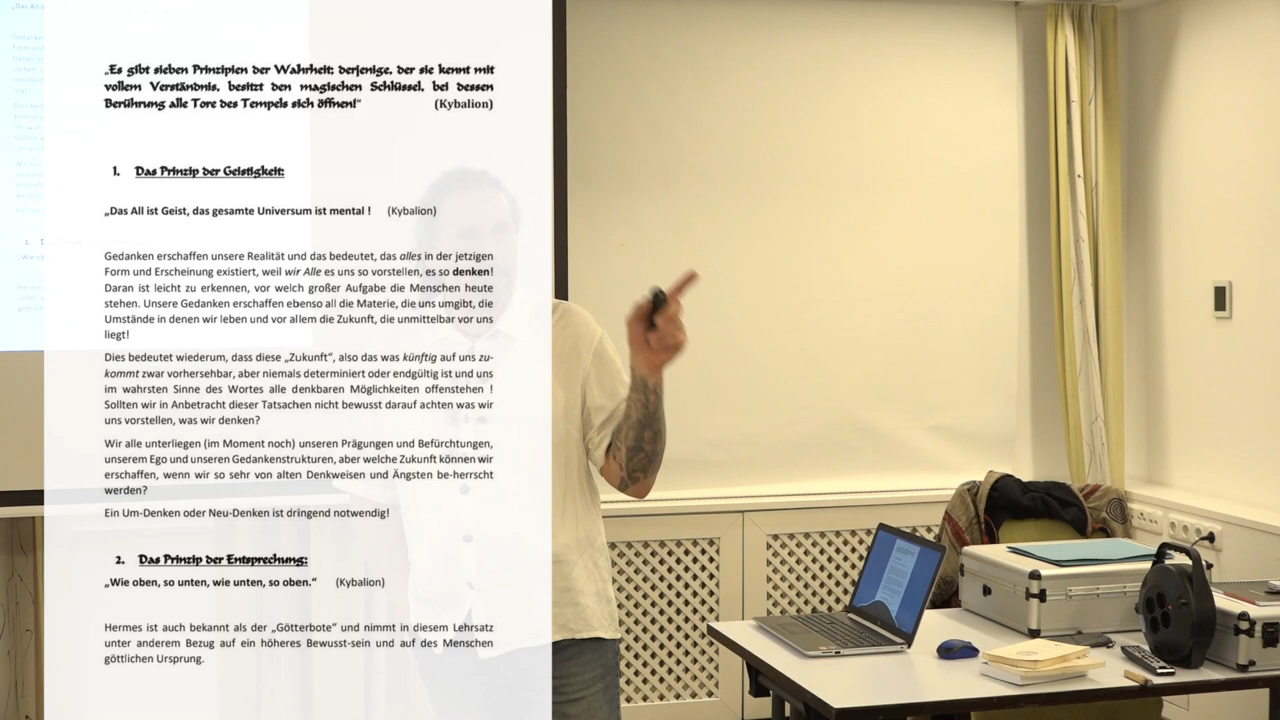 „Es gibt sieben Prinzipien der Wahrheit; derjenige, der sie kennt mit
vollem Verständnis, besitzt den magischen Schlüssel, bei dessen
Berührung alle Tore des Tempels sich öffnen!“ (Kybalion)
1. Das Prinzip der Geistigkeit:
„Das All ist Geist, das gesamte Universum ist mental ! (Kybalion)
Gedanken erschaffen unsere Realität und das bedeutet, das alles in der jetzigen
Form und Erscheinung existiert, weil wir Alle es uns so vorstellen, es so denken!
Daran ist leicht zu erkennen, vor welch großer Aufgabe die Menschen heute
stehen. Unsere Gedanken erschaffen ebenso all die Materie, die uns umgibt, die
Umstände in denen wir leben und vor allem die Zukunft, die unmittelbar vor uns
liegt!
Dies bedeutet wiederum, dass diese „Zukunft“, also das was künftig auf uns zu-
kommt zwar vorhersehbar, aber niemals determiniert oder endgültig ist und uns
im wahrsten Sinne des Wortes alle denkbaren Möglichkeiten offenstehen !
Sollten wir in Anbetracht dieser Tatsachen nicht bewusst darauf achten was wir
uns vorstellen, was wir denken?
Wir alle unterliegen (im Moment noch) unseren Prägungen und Befürchtungen,
unserem Ego und unseren Gedankenstrukturen, aber welche Zukunft können wir
erschaffen, wenn wir so sehr von alten Denkweisen und Ängsten be-herrscht
werden?
Ein Um-Denken oder Neu-Denken ist dringend notwendig!
2. Das Prinzip der Entsprechung:
„Wie oben, so unten, wie unten, so oben.“ (Kybalion)
Hermes ist auch bekannt als der „Götterbote“ und nimmt in diesem Lehrsatz
unter anderem Bezug auf ein höheres Bewusst-sein und auf des Menschen
göttlichen Ursprung.